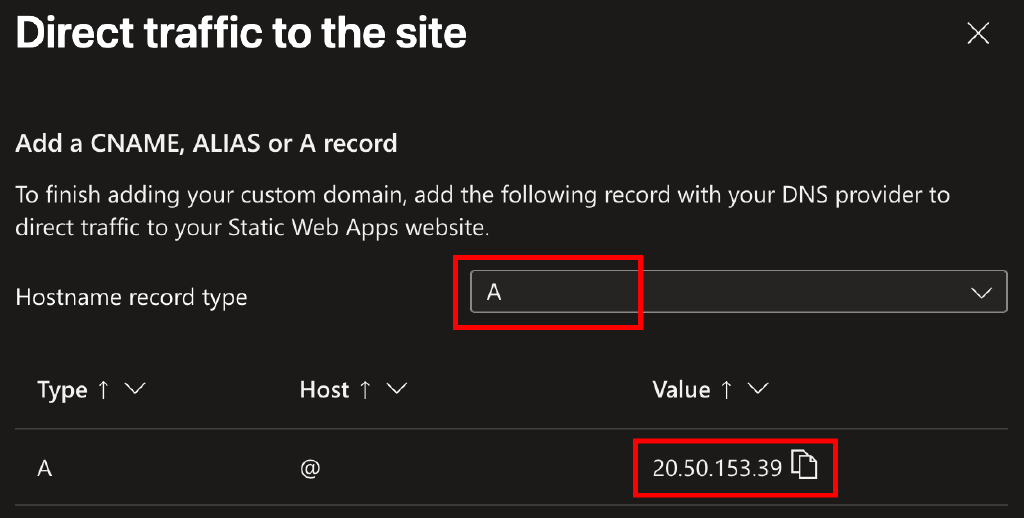 Direct traffic to the site
Add a CNAME, ALIAS or A record
To finish adding your custom domain, add the following record with your DNS provider to
direct traffic to your Static Web Apps website.
Hostname record type A
Type ↑ Host ↑ Value ↑
A @ 20.50.153.39